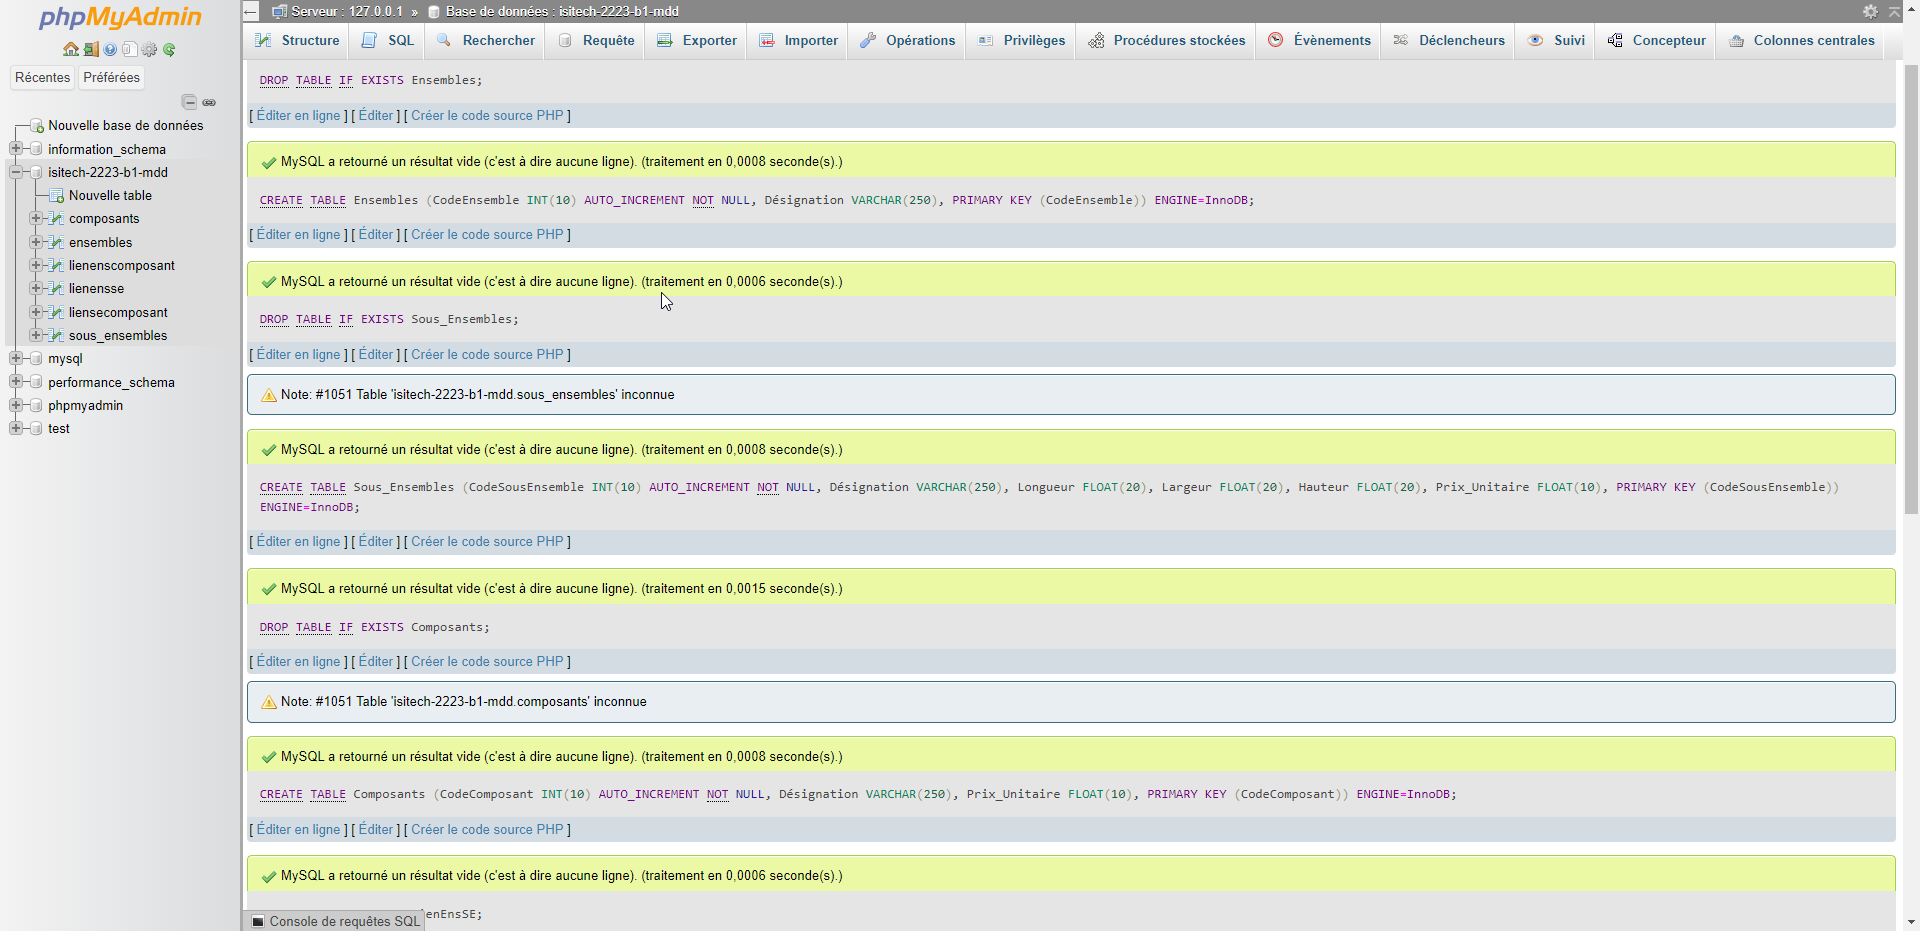 phpMyAdmin
Récentes
Préférées
Nouvelle base de données
information_schema
isitech-2223-b1-mdd
Nouvelle table
composants
ensembles
lienenscomposant
lienensse
liensecomposant
sous_ensembles
mysql
performance_schema
phpmyadmin
test
Serveur : 127.0.0.1 » Base de données : isitech-2223-b1-mdd
Structure SQL Rechercher Requête Exporter Importer Opérations Privilèges Procédures stockées Évènements Déclencheurs Suivi Concepteur Colonnes centrales
DROP TABLE IF EXISTS Ensembles;
[ Éditer en ligne ] [ Éditer ] [ Créer le code source PHP ]
MySQL a retourné un résultat vide (c'est à dire aucune ligne). (traitement en 0,0008 seconde(s).)
CREATE TABLE Ensembles (CodeEnsemble INT(10) AUTO_INCREMENT NOT NULL, Désignation VARCHAR(250), PRIMARY KEY (CodeEnsemble)) ENGINE=InnoDB;
[ Éditer en ligne ] [ Éditer ] [ Créer le code source PHP ]
MySQL a retourné un résultat vide (c'est à dire aucune ligne). (traitement en 0,0006 seconde(s).)
DROP TABLE IF EXISTS Sous_Ensembles;
[ Éditer en ligne ] [ Éditer ] [ Créer le code source PHP ]
Note: #1051 Table 'isitech-2223-b1-mdd.sous_ensembles' inconnue
MySQL a retourné un résultat vide (c'est à dire aucune ligne). (traitement en 0,0008 seconde(s).)
CREATE TABLE Sous_Ensembles (CodeSousEnsemble INT(10) AUTO_INCREMENT NOT NULL, Désignation VARCHAR(250), Longueur FLOAT(20), Largeur FLOAT(20), Hauteur FLOAT(20), Prix_Unitaire FLOAT(10), PRIMARY KEY (CodeSousEnsemble))
ENGINE=InnoDB;
[ Éditer en ligne ] [ Éditer ] [ Créer le code source PHP ]
MySQL a retourné un résultat vide (c'est à dire aucune ligne). (traitement en 0,0015 seconde(s).)
DROP TABLE IF EXISTS Composants;
[ Éditer en ligne ] [ Éditer ] [ Créer le code source PHP ]
Note: #1051 Table 'isitech-2223-b1-mdd.composants' inconnue
MySQL a retourné un résultat vide (c'est à dire aucune ligne). (traitement en 0,0008 seconde(s).)
CREATE TABLE Composants (CodeComposant INT(10) AUTO_INCREMENT NOT NULL, Désignation VARCHAR(250), Prix_Unitaire FLOAT(10), PRIMARY KEY (CodeComposant)) ENGINE=InnoDB;
[ Éditer en ligne ] [ Éditer ] [ Créer le code source PHP ]
MySQL a retourné un résultat vide (c'est à dire aucune ligne). (traitement en 0,0006 seconde(s).)
enEnsSE;
Console de requêtes SQL